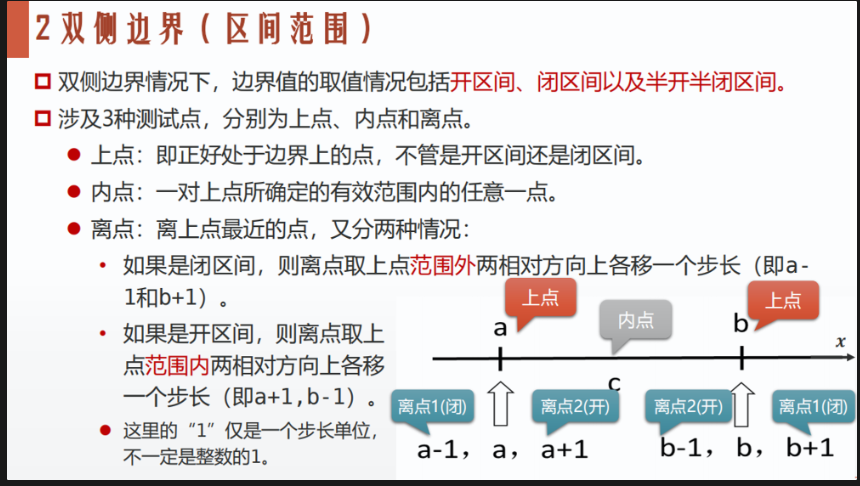 2 双侧边界（区间范围）
双侧边界情况下，边界值的取值情况包括开区间、闭区间以及半开半闭区间。
涉及3种测试点，分别为上点、内点和离点。
上点：即正好处于边界上的点，不管是开区间还是闭区间。
内点：一对上点所确定的有效范围内的任意一点。
离点：离上点最近的点，又分两种情况：
如果是闭区间，则离点取上点范围外两相对方向上各移一个步长（即a-
1和b+1）。
如果是开区间，则离点取上
点范围内两相对方向上各移
一个步长（即a+1,b-1）。
这里的“1”仅是一个步长单位，
不一定是整数的1。
上点
上点
内点
a
b
x
c
离点1(闭)
离点2(开)
离点2(开)
离点1(闭)
a-1， a， a+1
b-1， b， b+1